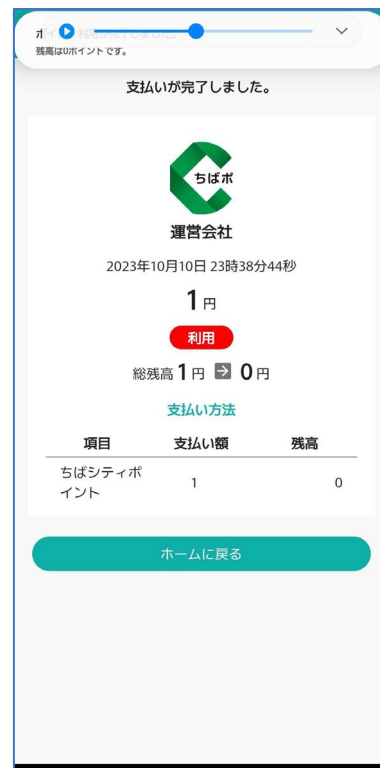 残高は0ポイントです。
支払いが完了しました。
ちばポ
運営会社
2023年10月10日 23時38分44秒
1円
利用
総残高 1円 → 0円
支払い方法
項目 支払い額 残高
ちばシティポ
イント
1 0
ホームに戻る